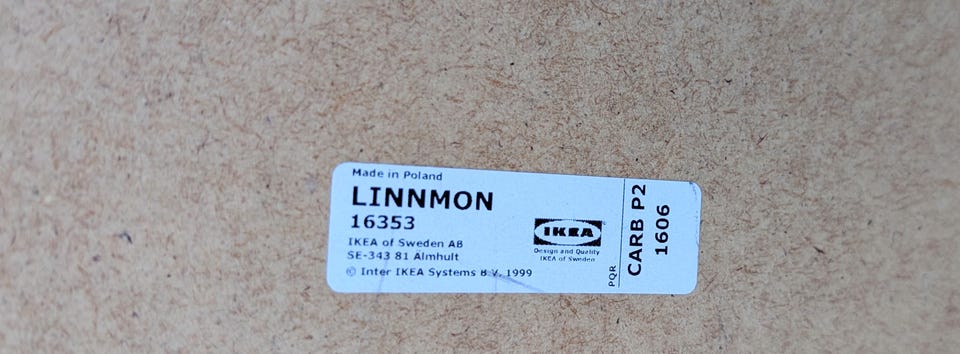 Made in Poland
LINNMON
16353
IKEA of Sweden AB
SE-343 81 Älmhult
© Inter IKEA Systems B.V. 1999
IKEA
Design and Quality
IKEA of Sweden
PQR
CARB P2
1606